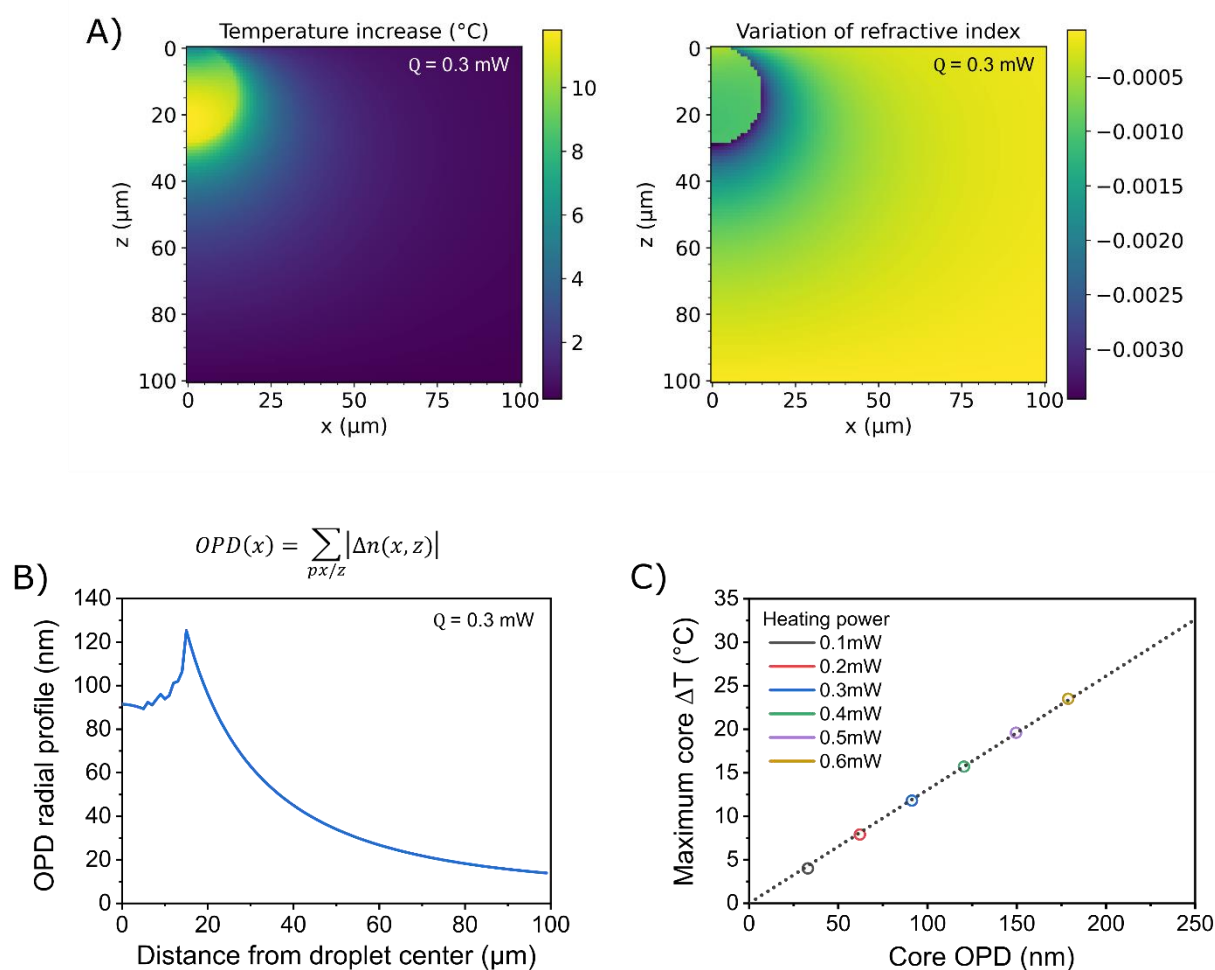 A)
Temperature increase (°C)
Q = 0.3 mW
0
20
40
60
80
100
z (µm)
0
25
50
75
100
x (µm)
10
8
6
4
2
Variation of refractive index
Q = 0.3 mW
0
20
40
60
80
100
z (µm)
0
25
50
75
100
x (µm)
−0.0005
−0.0010
−0.0015
−0.0020
−0.0025
−0.0030
OPD(x) = ∑ |Δn(x, z)|
px/z
B)
Q = 0.3 mW
140
120
100
80
60
40
20
0
OPD radial profile (nm)
0
20
40
60
80
100
Distance from droplet center (µm)
C)
Heating power
0.1mW
0.2mW
0.3mW
0.4mW
0.5mW
0.6mW
35
30
25
20
15
10
5
0
Maximum core ΔT (°C)
0
50
100
150
200
250
Core OPD (nm)